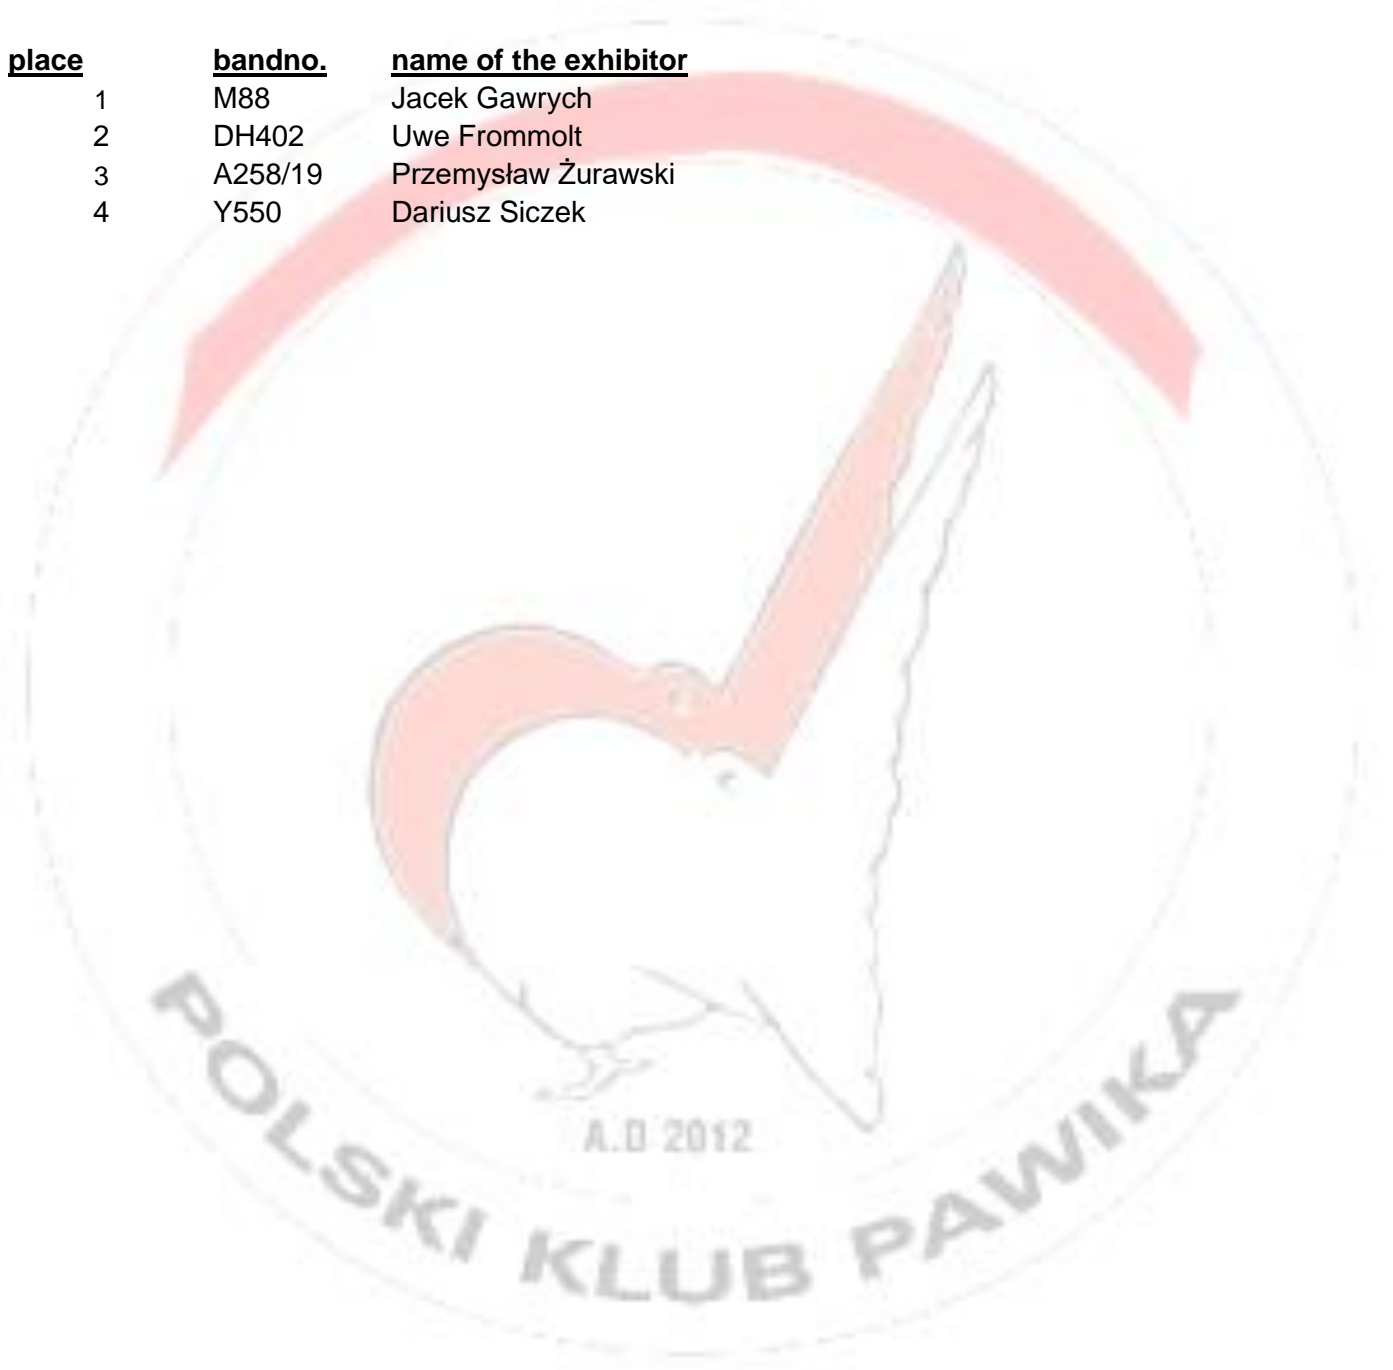 place bandno. name of the exhibitor
1 M88 Jacek Gawrych
2 DH402 Uwe Frommolt
3 A258/19 Przemysław Żurawski
4 Y550 Dariusz Siczek
A.D 2012
POLSKI KLUB PAWIKA